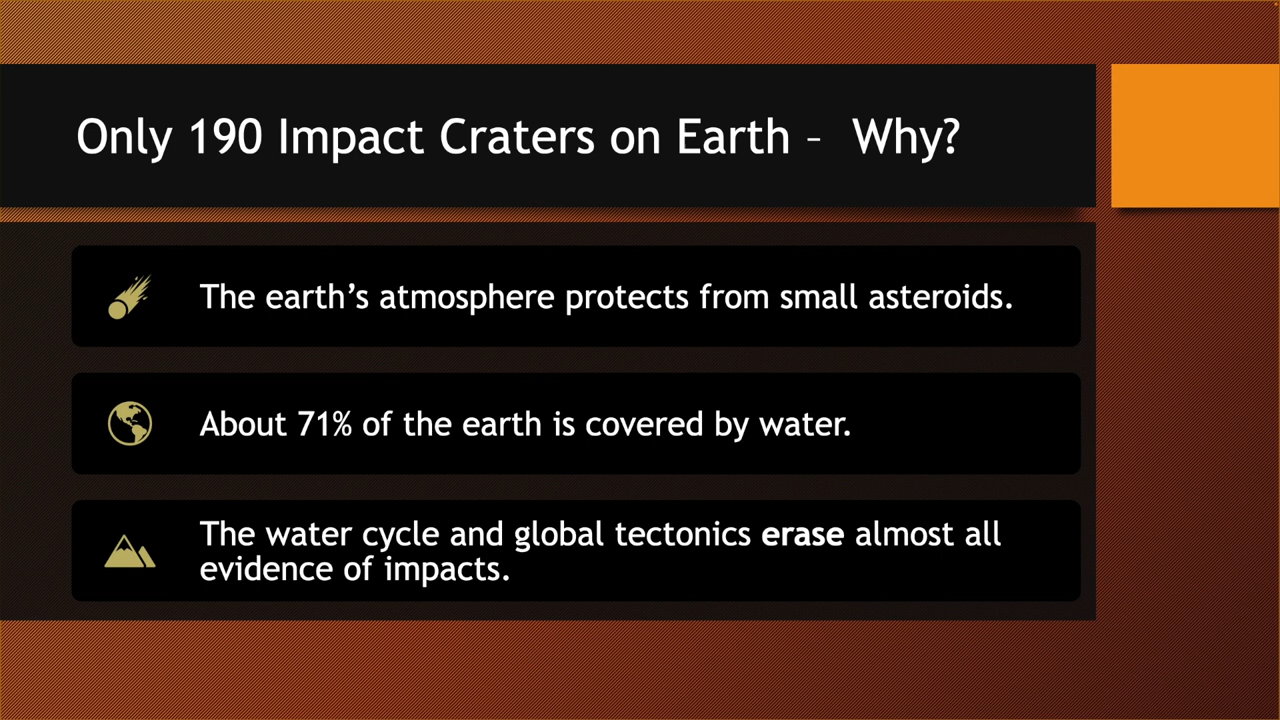 Only 190 Impact Craters on Earth –  Why?
The earth’s atmosphere protects from small asteroids.
About 71% of the earth is covered by water.
The water cycle and global tectonics erase almost all
evidence of impacts.